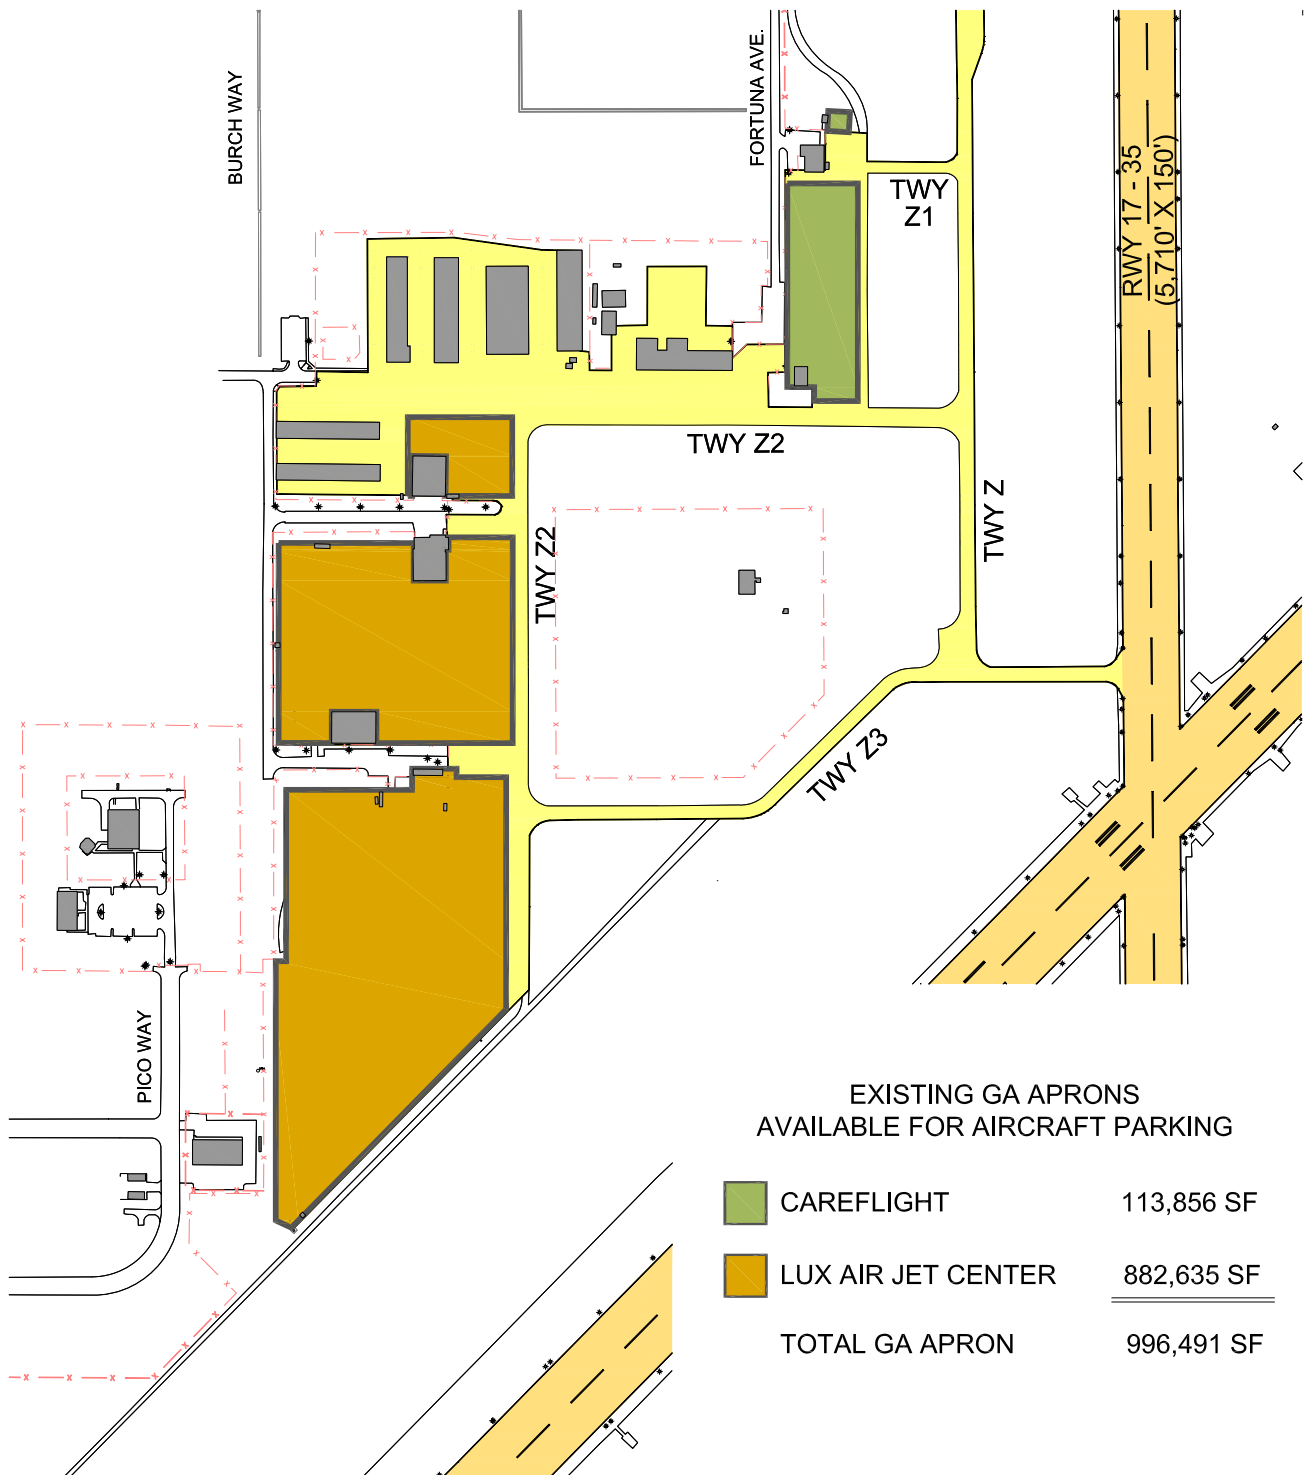 BURCH WAY
FORTUNA AVE.
TWY
Z1
RWY 17 - 35
(5,710' X 150')
TWY Z2
TWY Z
TWY Z2
TWY Z3
PICO WAY
EXISTING GA APRONS
AVAILABLE FOR AIRCRAFT PARKING
CAREFLIGHT 113,856 SF
LUX AIR JET CENTER 882,635 SF
TOTAL GA APRON 996,491 SF